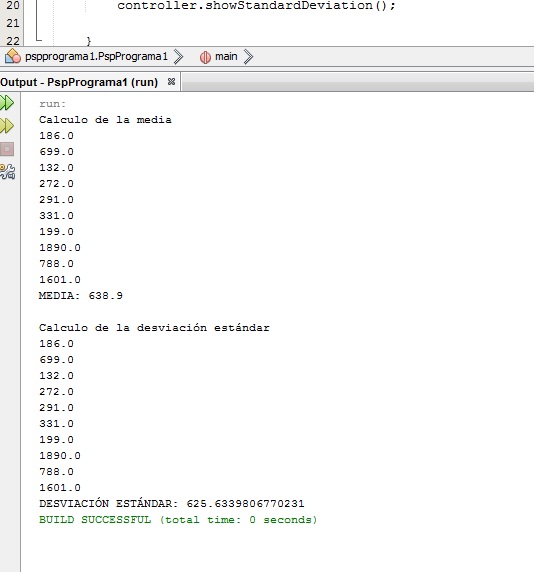 20 controller.showStandardDeviation();
21
22 }
pspprograma1.PspPrograma1 main
Output - PspPrograma1 (run)
run:
Calculo de la media
186.0
699.0
132.0
272.0
291.0
331.0
199.0
1890.0
788.0
1601.0
MEDIA: 638.9
Calculo de la desviación estándar
186.0
699.0
132.0
272.0
291.0
331.0
199.0
1890.0
788.0
1601.0
DESVIACIÓN ESTÁNDAR: 625.6339806770231
BUILD SUCCESSFUL (total time: 0 seconds)